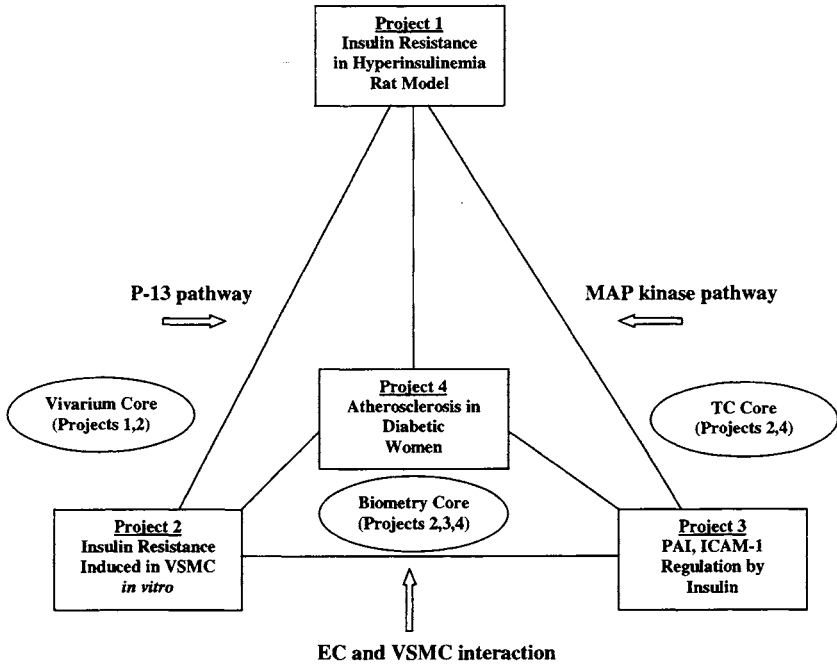 Project 1
Insulin Resistance
in Hyperinsulinemia
Rat Model
P-13 pathway
MAP kinase pathway
Vivarium Core
(Projects 1,2)
Project 4
Atherosclerosis in
Diabetic
Women
TC Core
(Projects 2,4)
Biometry Core
(Projects 2,3,4)
Project 2
Insulin Resistance
Induced in VSMC
in vitro
Project 3
PAI, ICAM-1
Regulation by
Insulin
EC and VSMC interaction